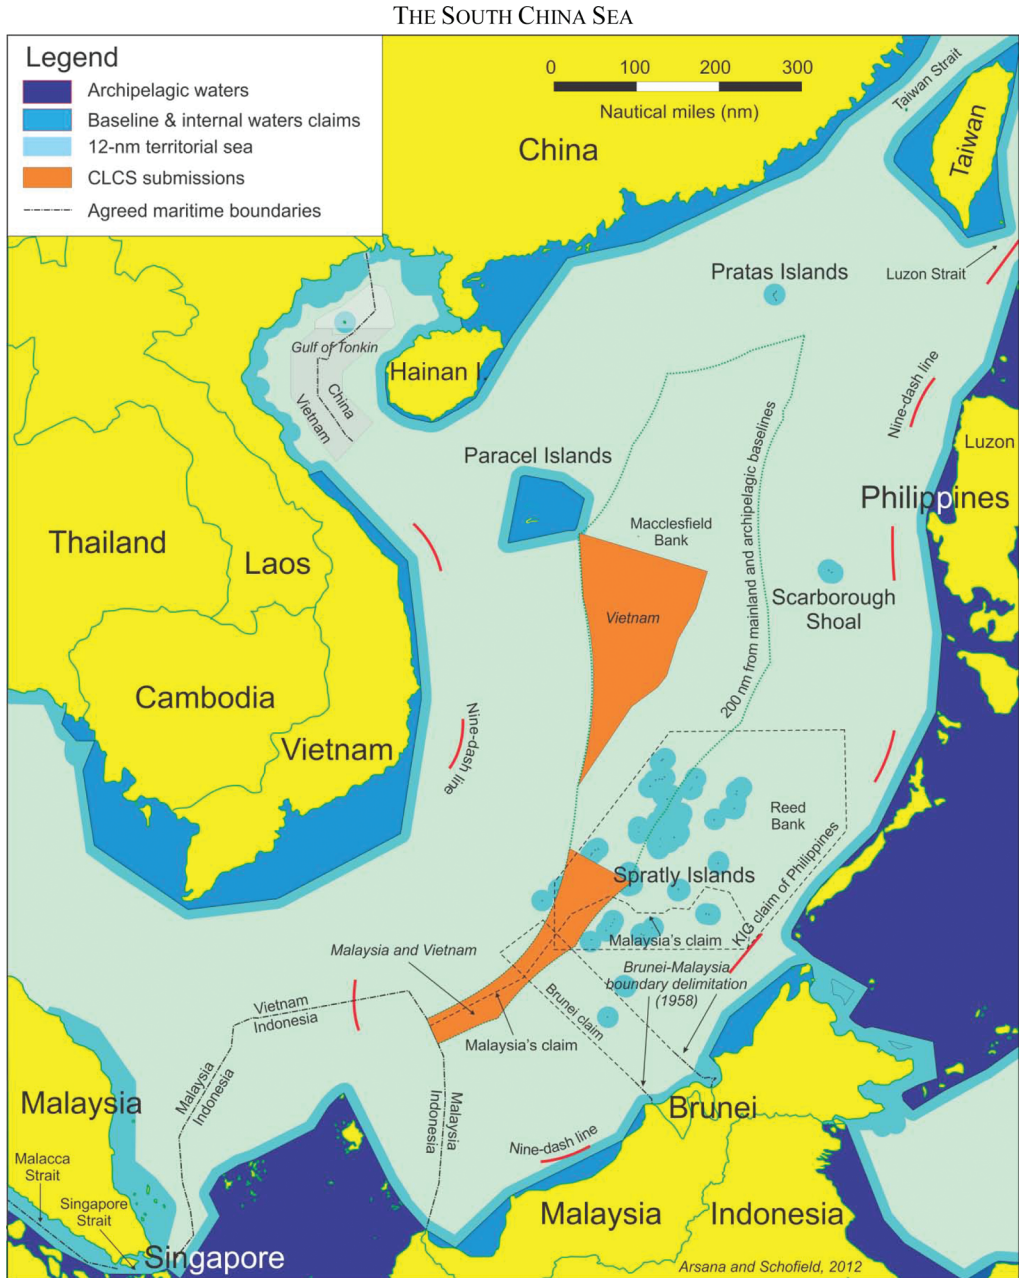 THE SOUTH CHINA SEA
Legend
Archipelagic waters
Baseline & internal waters claims
12-nm territorial sea
CLCS submissions
Agreed maritime boundaries
0 100 200 300
Nautical miles (nm)
Taiwan Strait
Taiwan
China
Luzon Strait
Pratas Islands
Gulf of Tonkin
China
Vietnam
Hainan I.
Nine-dash line
Luzon
Paracel Islands
Philippines
Macclesfield
Bank
200 nm from mainland and archipelagic baselines
Thailand
Laos
Scarborough
Shoal
Vietnam
Cambodia
Vietnam
Nine-dash line
Reed
Bank
Spratly Islands
KIG claim of Philippines
Malaysia's claim
Malaysia and Vietnam
Brunei-Malaysia
boundary delimitation
(1958)
Brunei claim
Vietnam
Indonesia
Malaysia's claim
Malaysia
Indonesia
Malaysia
Indonesia
Malaysia
Brunei
Nine-dash line
Malacca
Strait
Singapore
Strait
Singapore
Malaysia
Indonesia
Arsana and Schofield, 2012